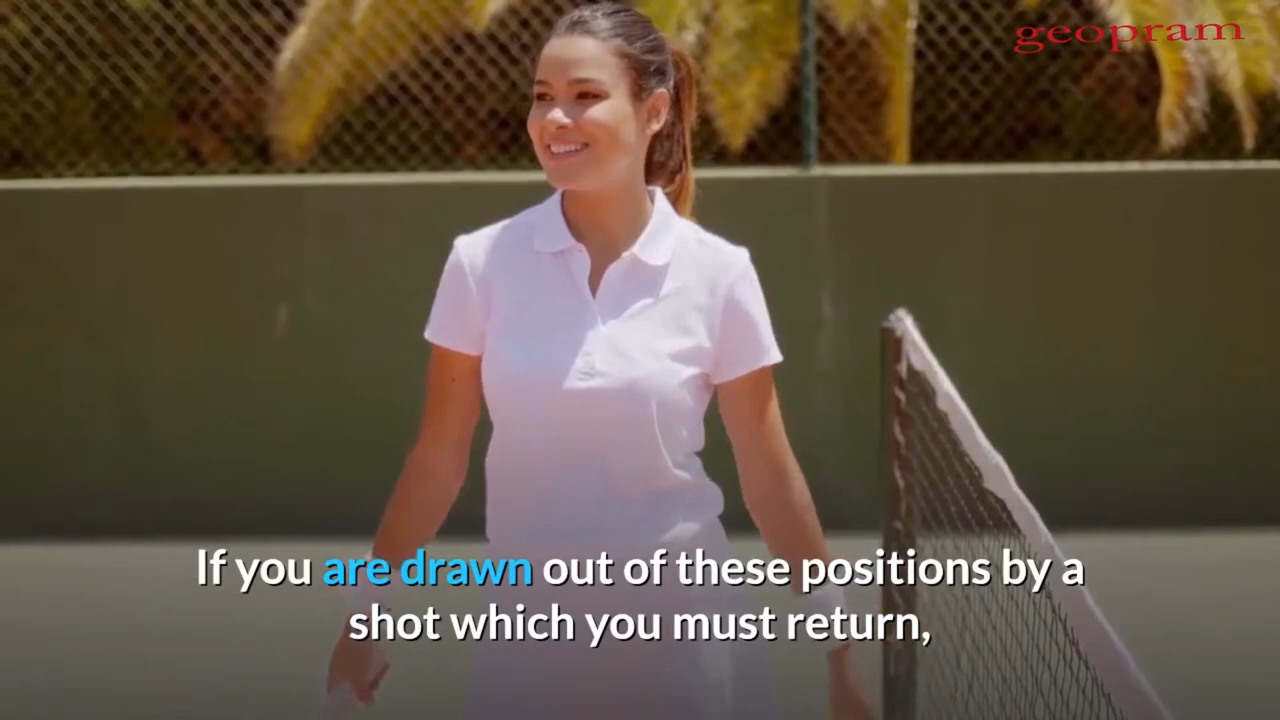 geopram
If you are drawn out of these positions by a
shot which you must return,